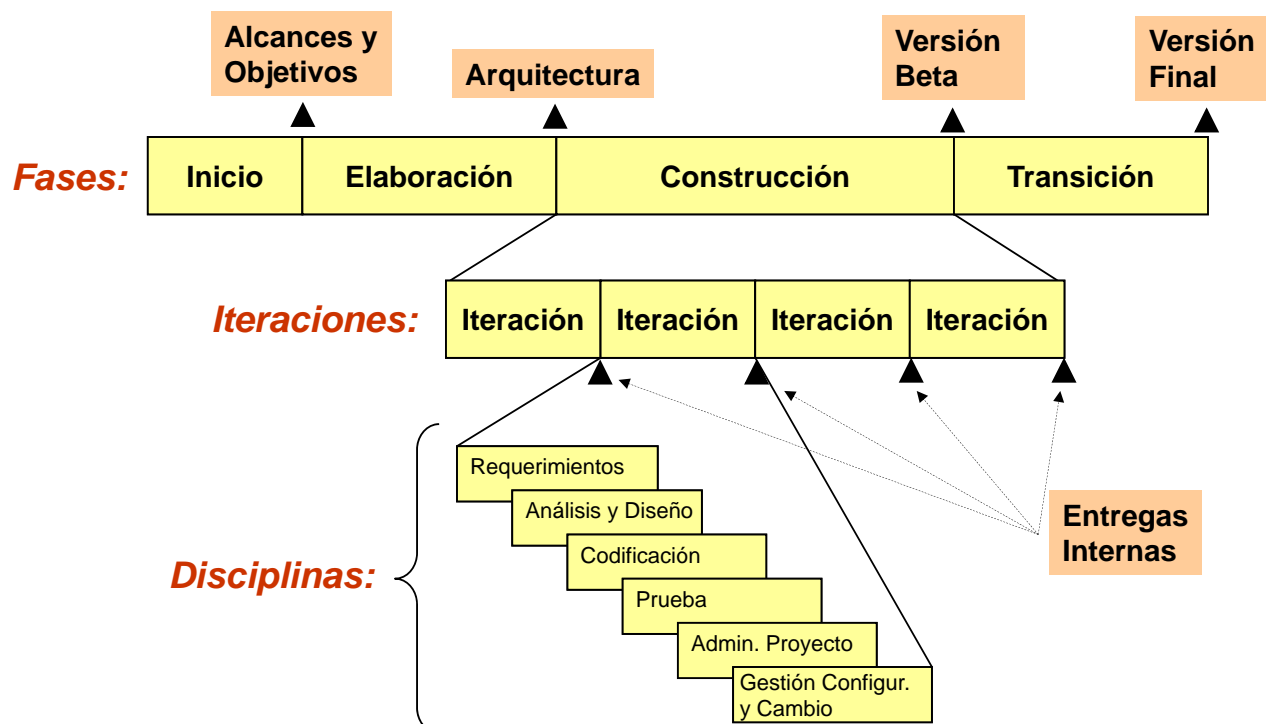 Alcances y
Objetivos
Arquitectura
Versión
Beta
Versión
Final
Fases:
Inicio
Elaboración
Construcción
Transición
Iteraciones:
Iteración
Iteración
Iteración
Iteración
Disciplinas:
Requerimientos
Análisis y Diseño
Codificación
Prueba
Admin. Proyecto
Gestión Configur.
y Cambio
Entregas
Internas